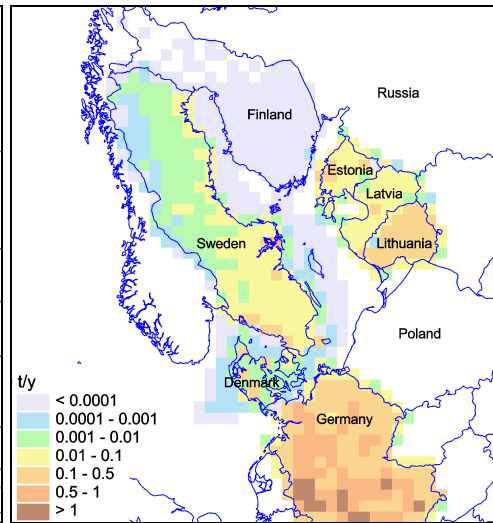 Russia
Finland
Estonia
Latvia
Sweden
Lithuania
Poland
t/y
Denmark
< 0.0001
0.0001 - 0.001
Germany
0.001 - 0.01
0.01 - 0.1
0.1 - 0.5
0.5 - 1
> 1